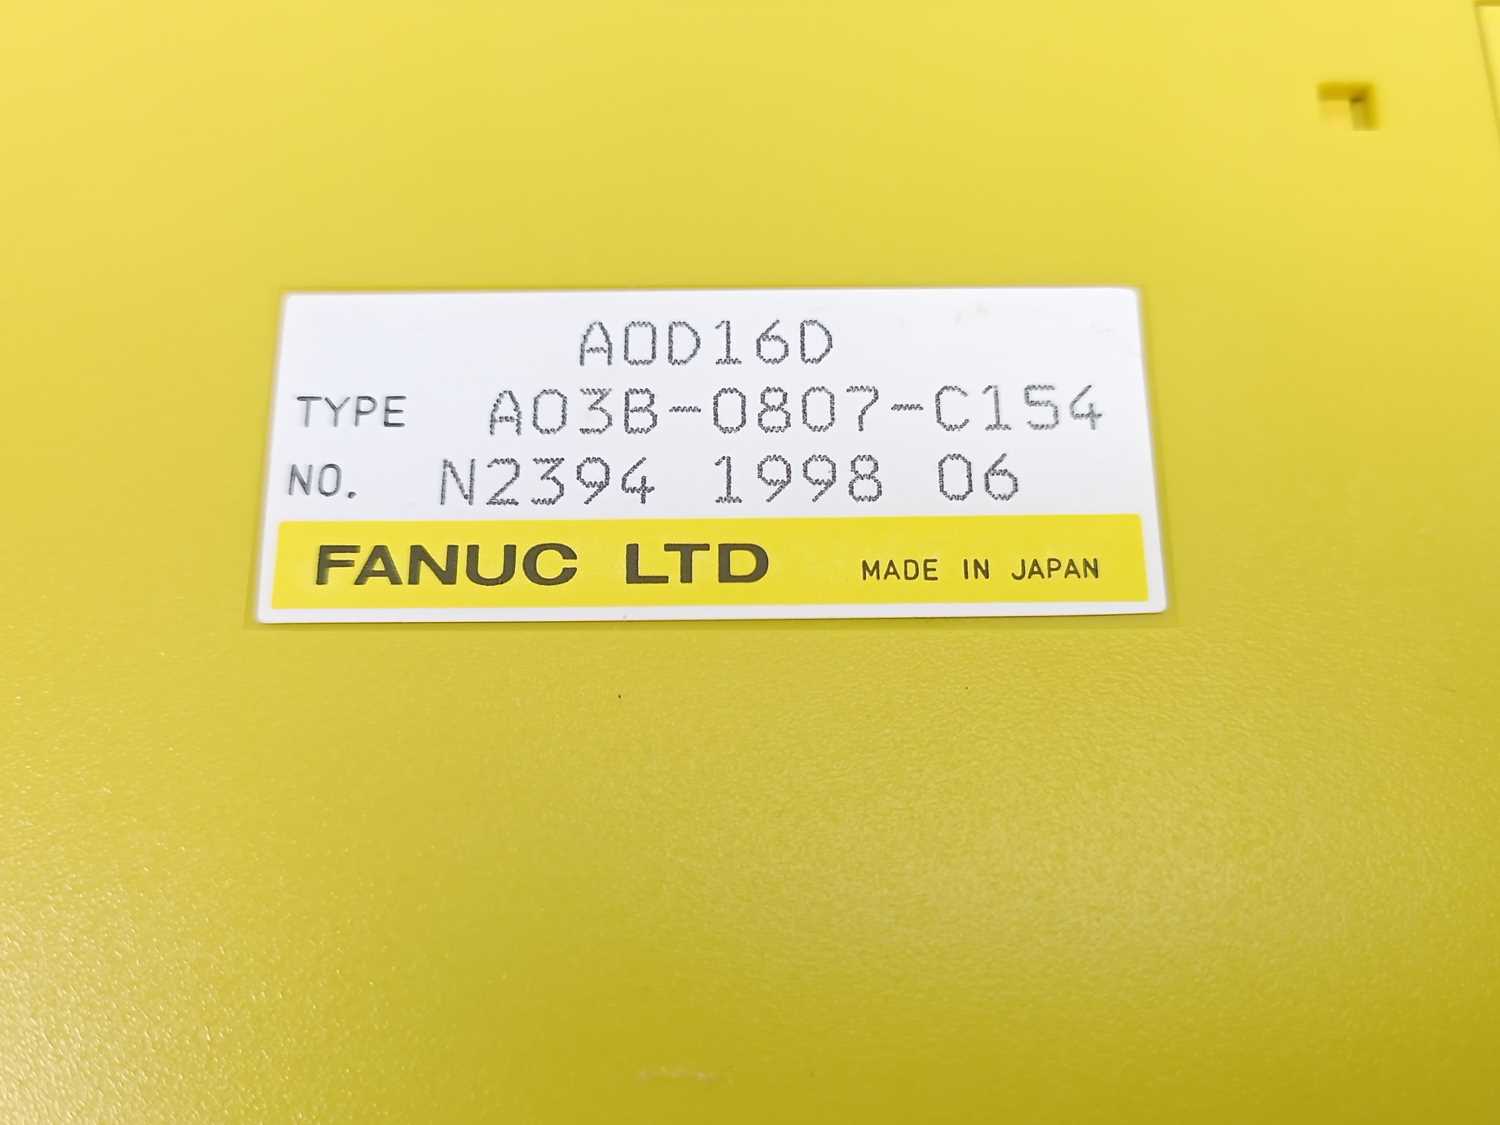 AOD16D
TYPE A03B-0807-C154
NO. N2394 1998 06
FANUC LTD MADE IN JAPAN